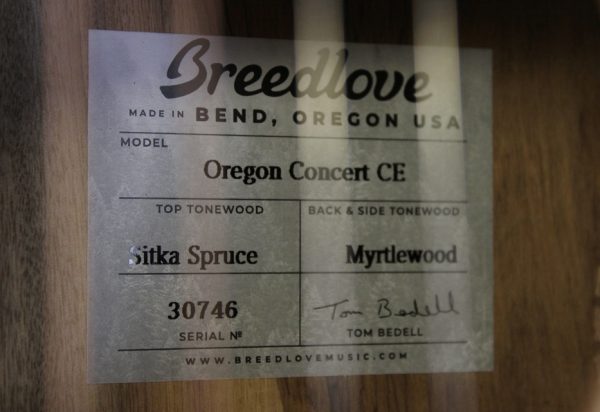 Breedlove
MADE IN BEND, OREGON USA
MODEL
Oregon Concert CE
TOP TONEWOOD
BACK & SIDE TONEWOOD
Sitka Spruce
Myrtlewood
30746
Tom Bedell
SERIAL Nº
TOM BEDELL
WWW.BREEDLOVEMUSIC.COM